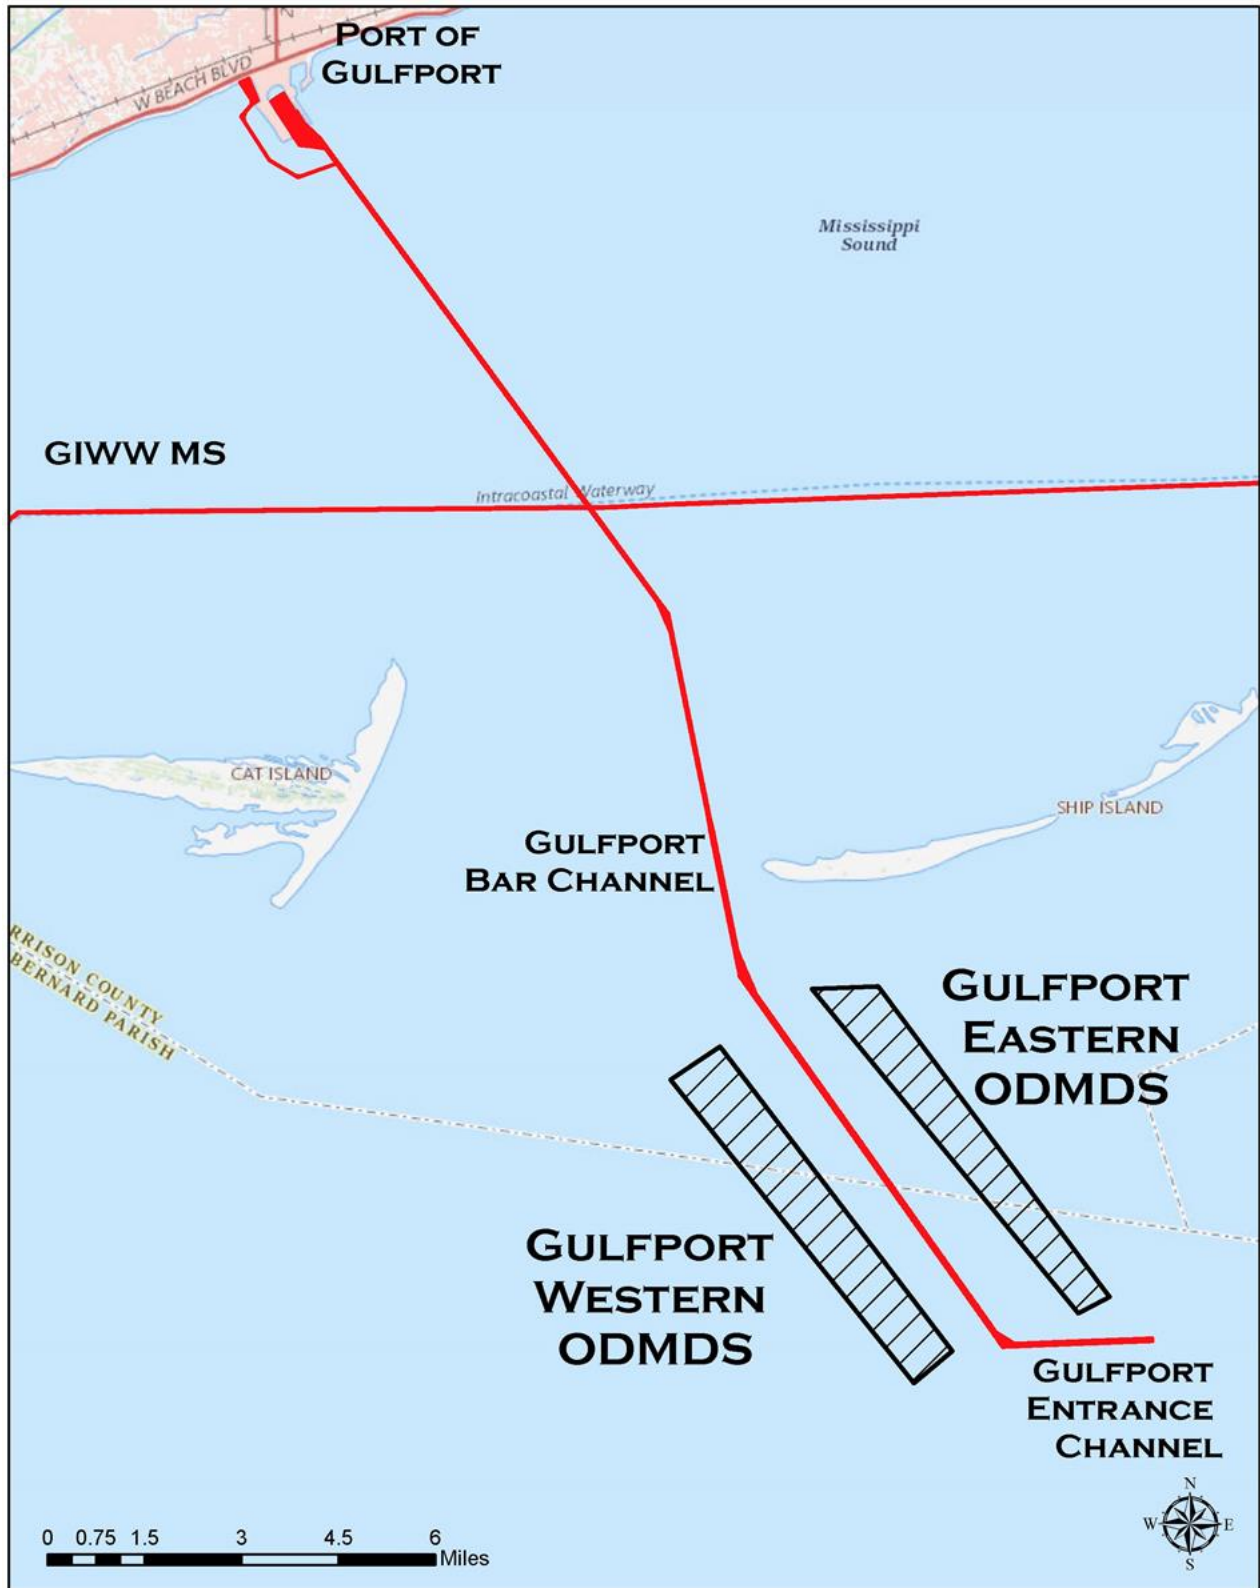 PORT OF
GULFPORT
2
W BEACH BLVD
Mississippi
Sound
GIWW MS
Intracoastal Waterway
CAT ISLAND
SHIP ISLAND
GULFPORT
BAR CHANNEL
RRISON COUNTY
BERNARD PARISH
GULFPORT
EASTERN
ODMDS
GULFPORT
WESTERN
ODMDS
GULFPORT
ENTRANCE
CHANNEL
N
W E
S
0 0.75 1.5 3 4.5 6
Miles